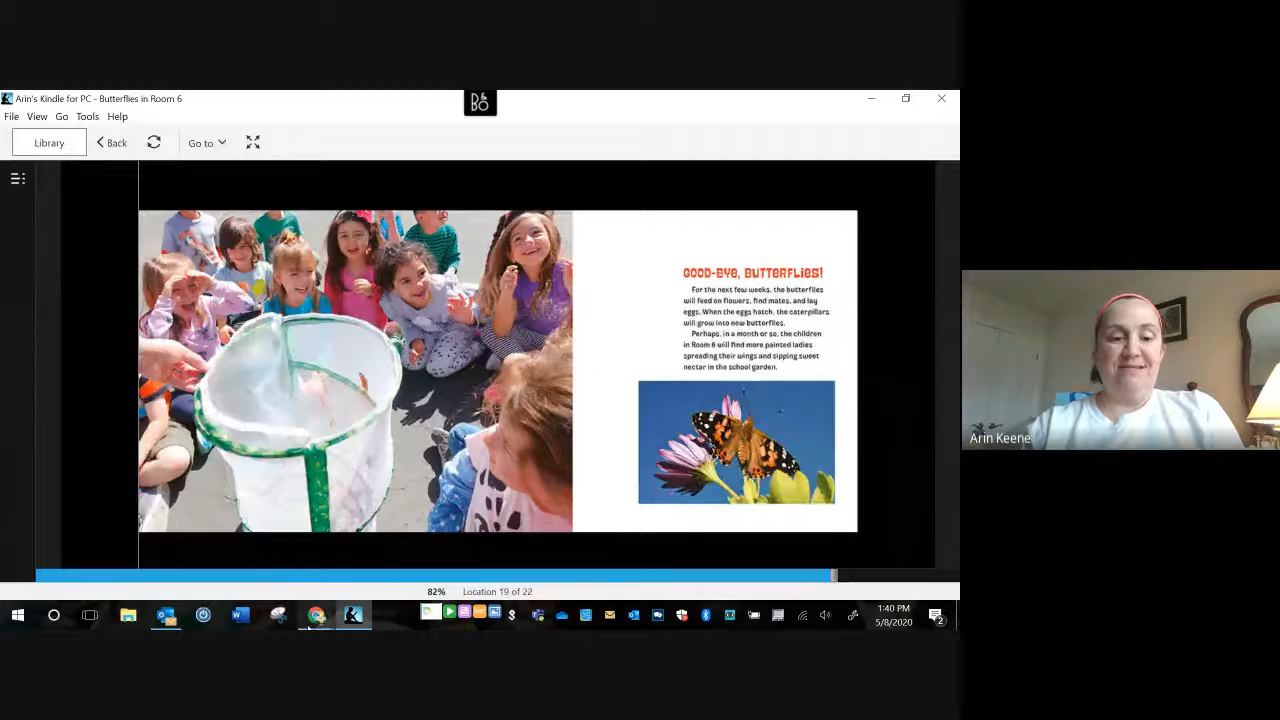 Arin's Kindle for PC - Butterflies in Room 6
B&O
File View Go Tools Help
Library Back Go to
GOOD-BYE, BUTTERFLIES!
For the next few weeks, the butterflies
will feed on flowers, find mates, and lay
eggs. When the eggs hatch, the caterpillars
will grow into new butterflies.
Perhaps, in a month or so, the children
in Room 6 will find more painted ladies
spreading their wings and sipping sweet
nectar in the school garden.
Arin Keene
82% Location 19 of 22
1:40 PM
5/8/2020
2